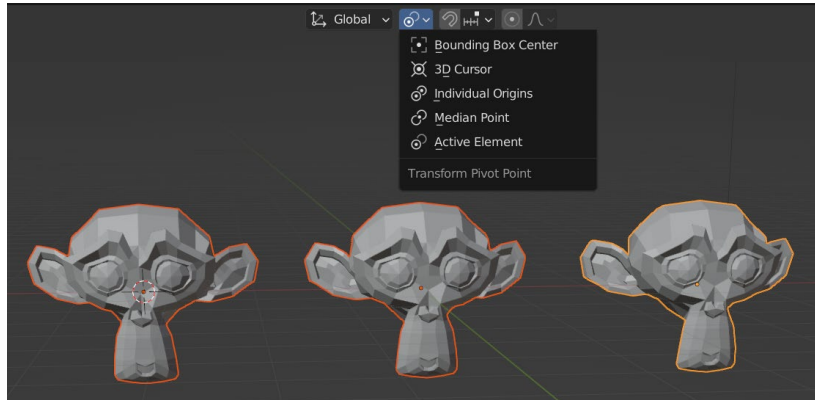 Global
Bounding Box Center
3D Cursor
Individual Origins
Median Point
Active Element
Transform Pivot Point